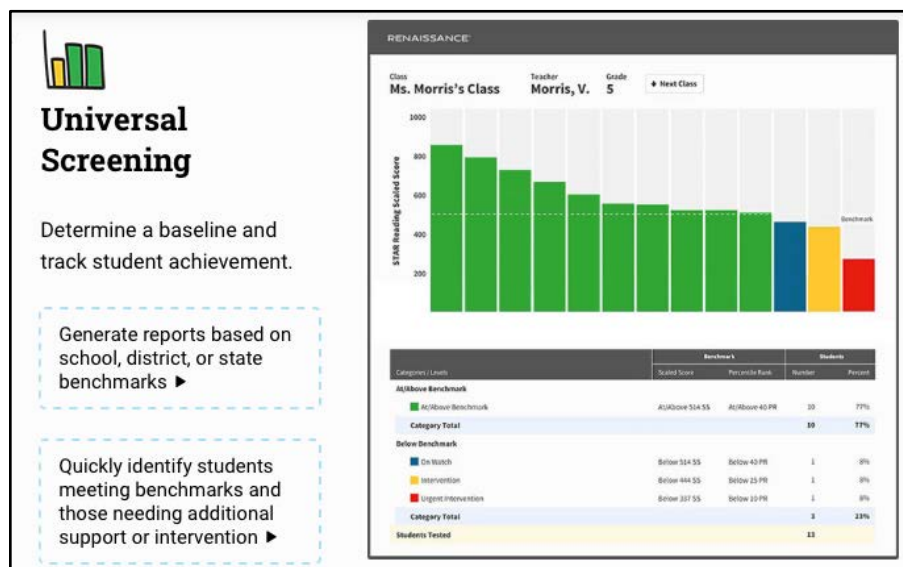 Universal
Screening
Determine a baseline and
track student achievement.
Generate reports based on
school, district, or state
benchmarks ▶
Quickly identify students
meeting benchmarks and
those needing additional
support or intervention ▶
RENAISSANCE
Class Teacher Grade
Ms. Morris's Class Morris, V. 5 + Next Class
1000
800
600
400
200
STAR Reading Scaled Score
Benchmark
Benchmark Students
Categories / Levels Scaled Score Percentile Rank Number Percent
At/Above Benchmark
At/Above Benchmark At/Above 514 SS At/Above 40 PR 10 77%
Category Total 10 77%
Below Benchmark
On Watch Below 514 SS Below 40 PR 1 8%
Intervention Below 444 SS Below 25 PR 1 8%
Urgent Intervention Below 337 SS Below 10 PR 1 8%
Category Total 3 23%
Students Tested 13